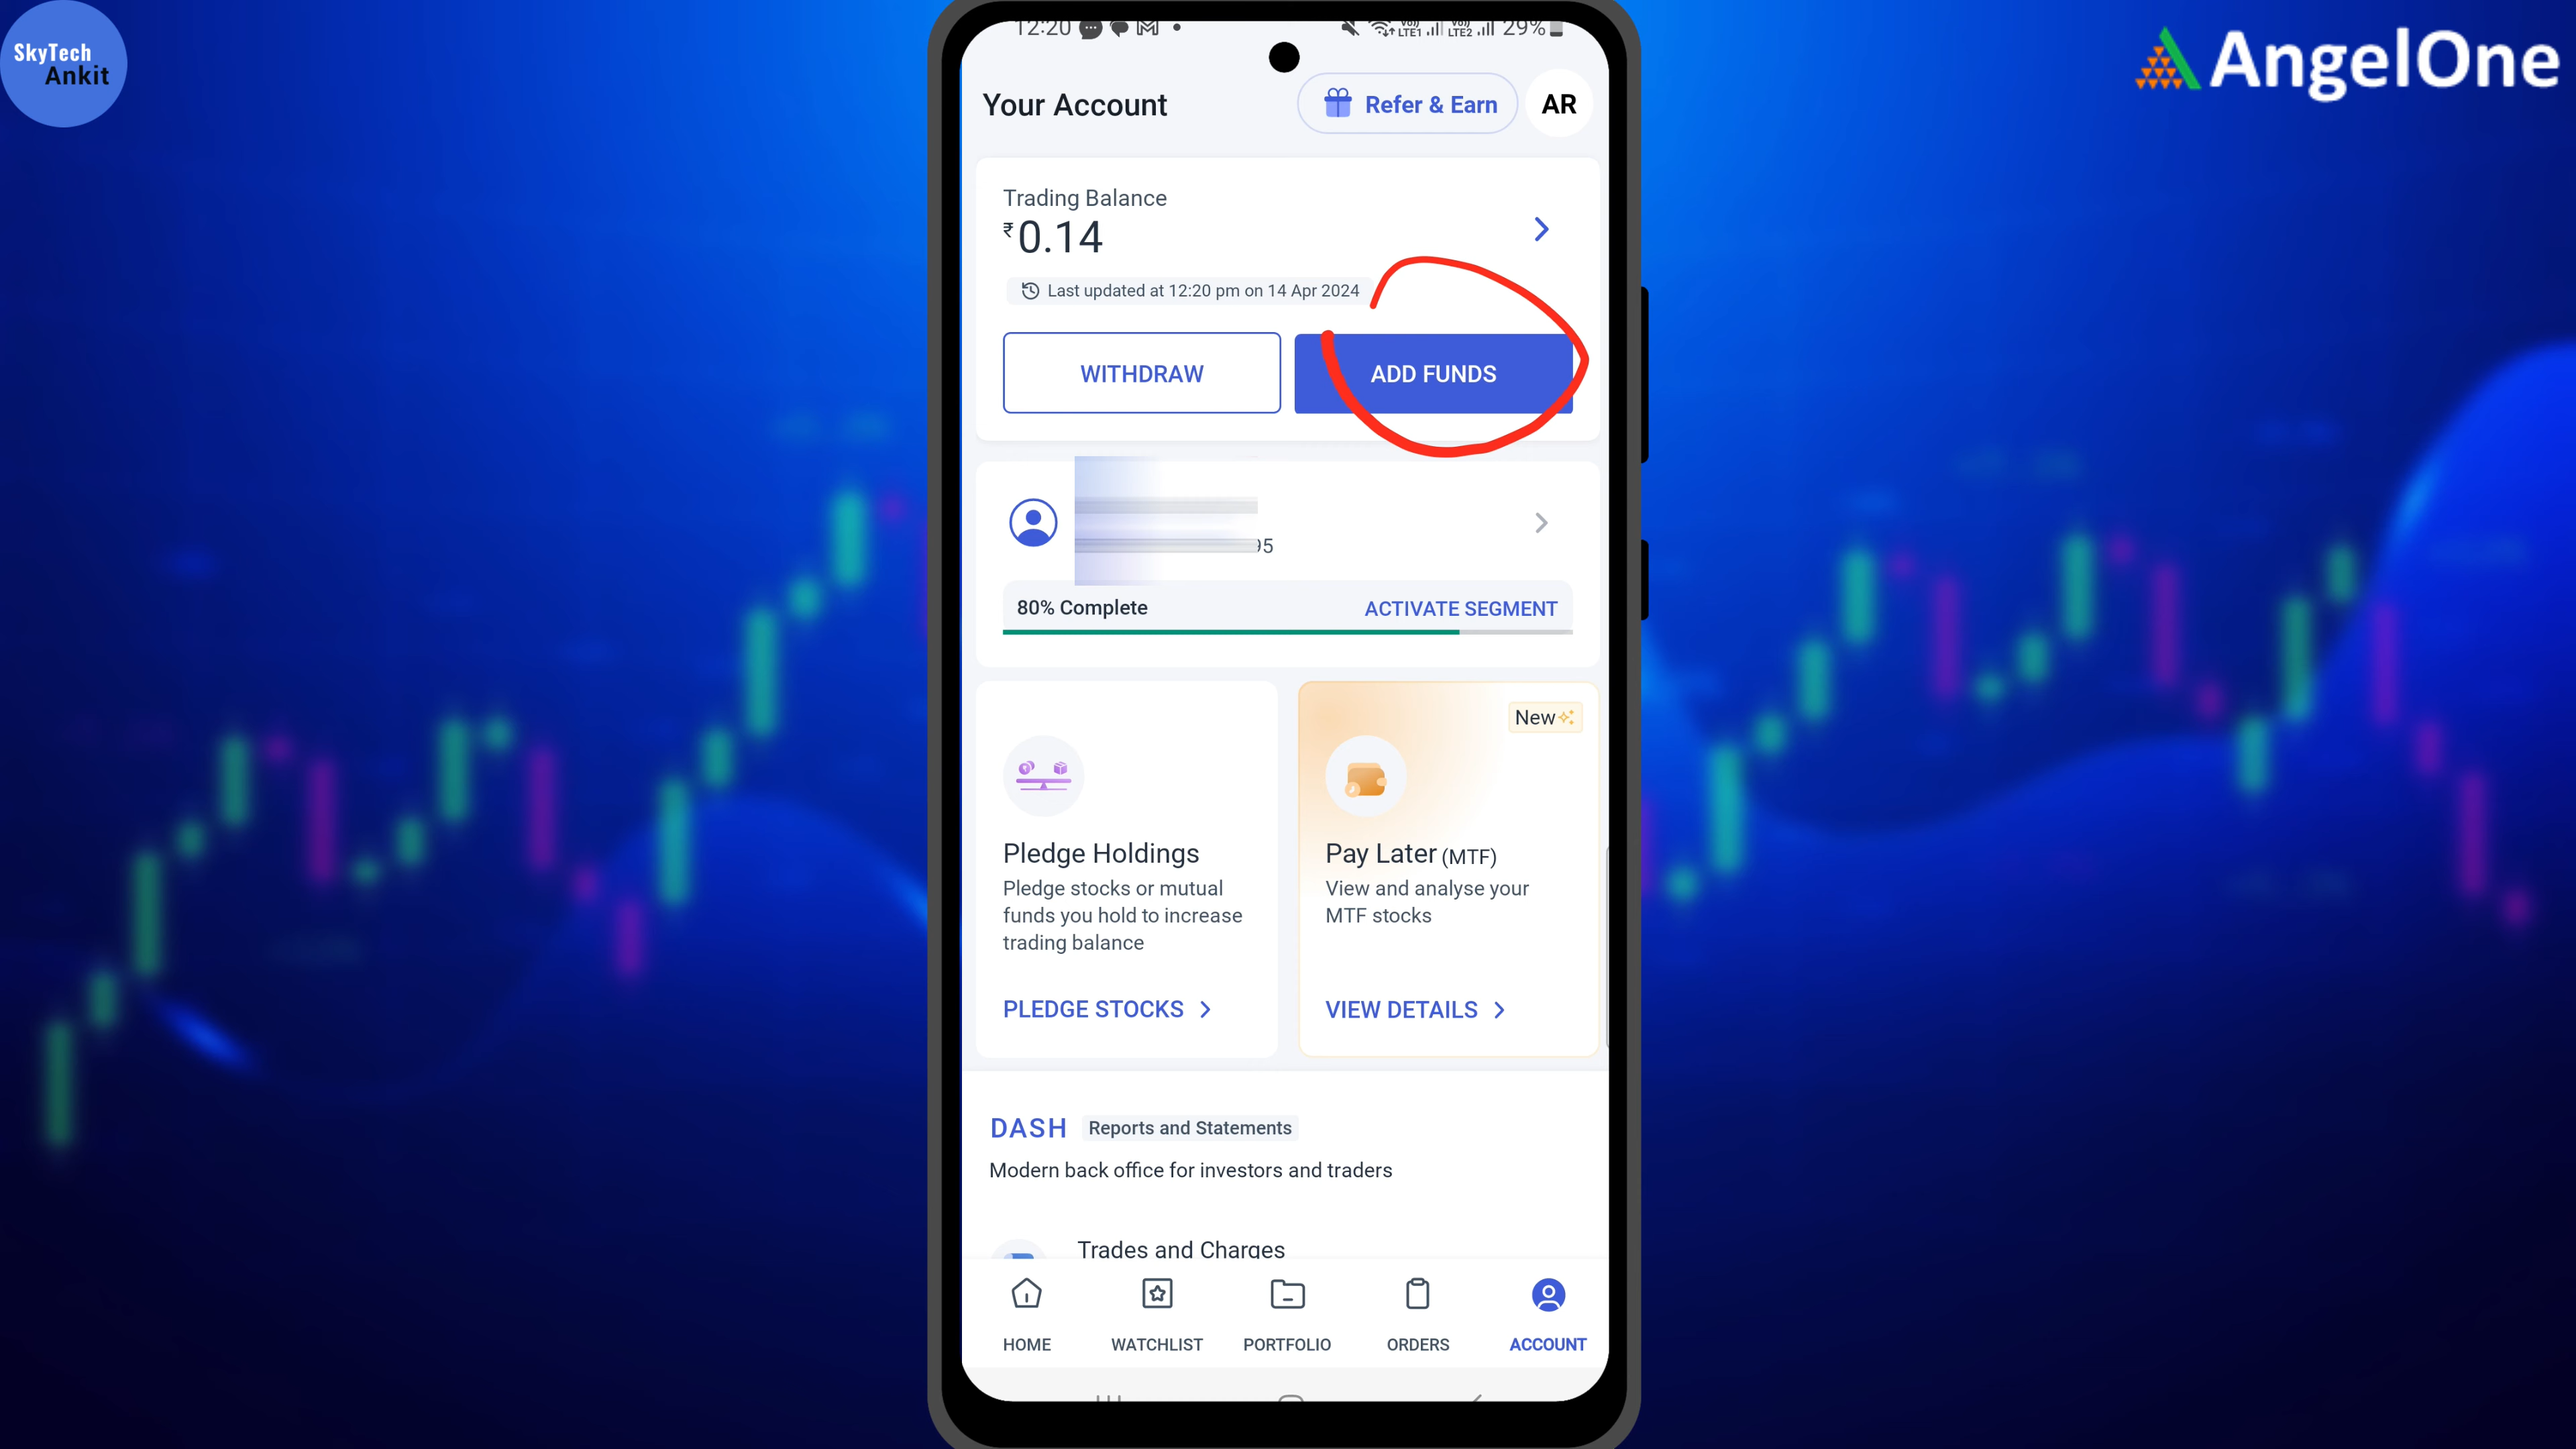 SkyTech
Ankit
AngelOne
12:20
LTE1 LTE2 29%
Your Account
Refer & Earn
AR
Trading Balance
₹0.14
Last updated at 12:20 pm on 14 Apr 2024
WITHDRAW
ADD FUNDS
95
80% Complete
ACTIVATE SEGMENT
New
Pledge Holdings
Pledge stocks or mutual
funds you hold to increase
trading balance
PLEDGE STOCKS
Pay Later (MTF)
View and analyse your
MTF stocks
VIEW DETAILS
DASH Reports and Statements
Modern back office for investors and traders
Trades and Charges
HOME
WATCHLIST
PORTFOLIO
ORDERS
ACCOUNT